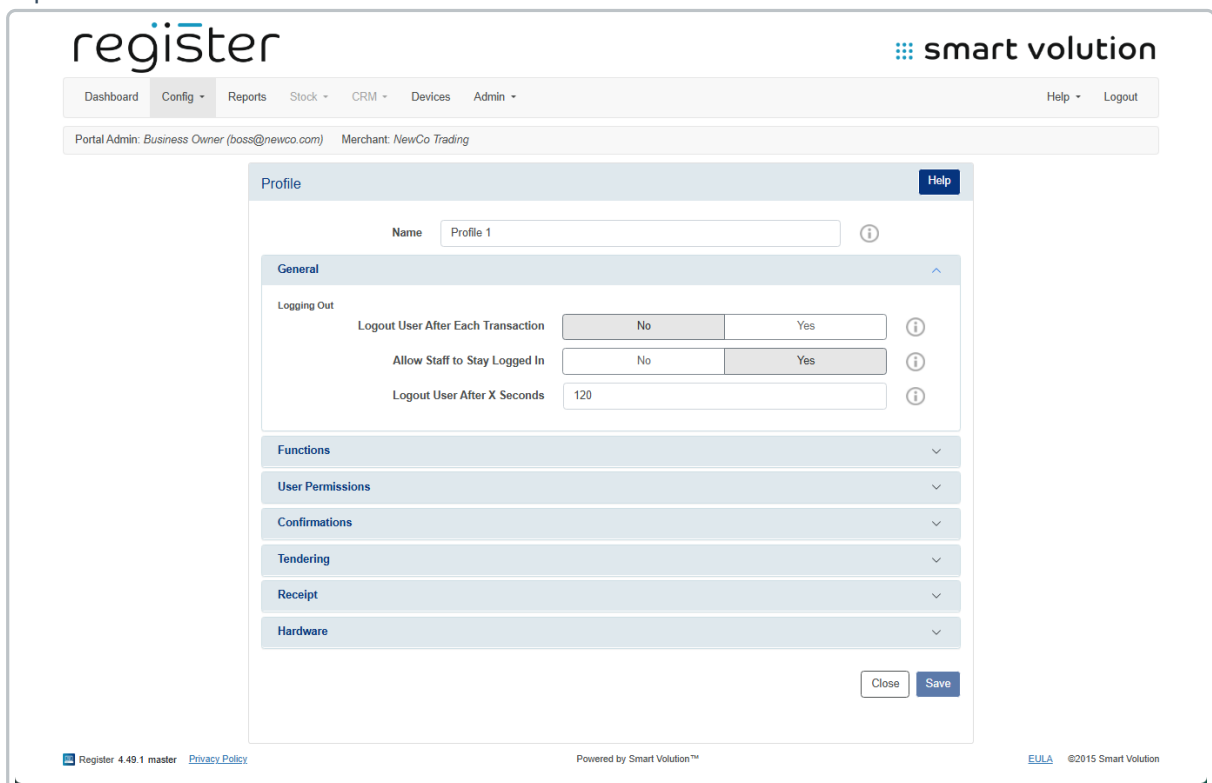 register
smart volution
Dashboard Config Reports Stock CRM Devices Admin Help Logout
Portal Admin: Business Owner (boss@newco.com) Merchant: NewCo Trading
Profile Help
Name Profile 1
General
Logging Out
Logout User After Each Transaction No Yes
Allow Staff to Stay Logged In No Yes
Logout User After X Seconds 120
Functions
User Permissions
Confirmations
Tendering
Receipt
Hardware
Close Save
Register 4.49.1 master Privacy Policy Powered by Smart Volution™ EULA ©2015 Smart Volution